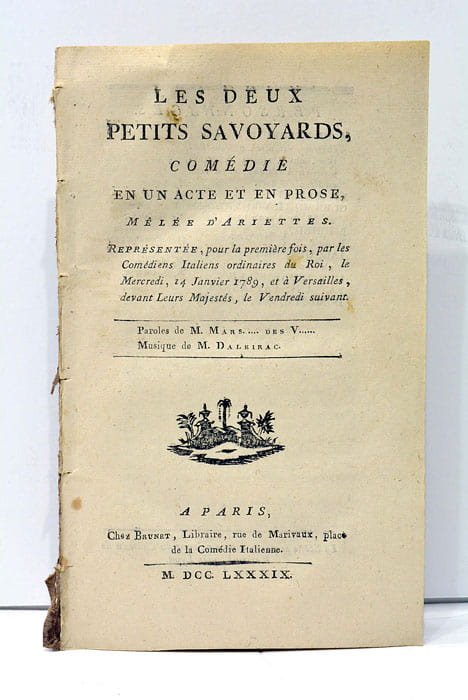 LES DEUX
PETITS SAVOYARDS,
COMÉDIE
EN UN ACTE ET EN PROSE,
MÊLÉE D'ARIETTES.
REPRÉSENTÉE, pour la première fois, par les
Comédiens Italiens ordinaires du Roi, le
Mercredi, 14 Janvier 1789, et à Versailles,
devant Leurs Majestés, le Vendredi suivant.
Paroles de M. MARS..... DES V......
Musique de M. DALEIRAC.
A PARIS,
Chez BRUNET, Libraire, rue de Marivaux, place
de la Comédie Italienne.
M. DCC. LXXXIX.